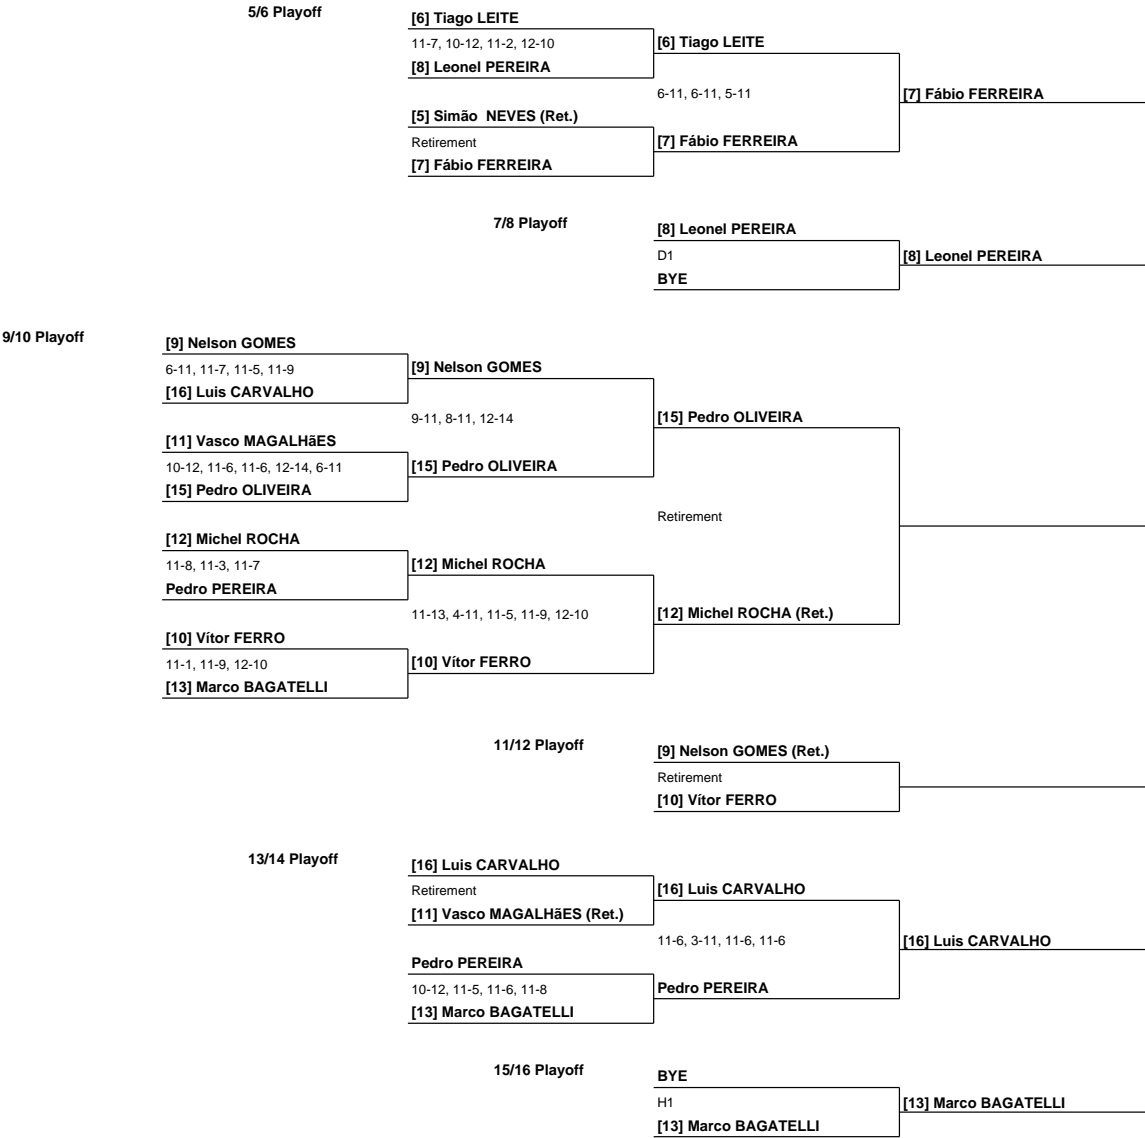 5/6 Playoff
[6] Tiago LEITE
11-7, 10-12, 11-2, 12-10
[6] Tiago LEITE
[8] Leonel PEREIRA
6-11, 6-11, 5-11
[7] Fábio FERREIRA
[5] Simão  NEVES (Ret.)
Retirement
[7] Fábio FERREIRA
[7] Fábio FERREIRA
7/8 Playoff
[8] Leonel PEREIRA
D1
[8] Leonel PEREIRA
BYE
9/10 Playoff
[9] Nelson GOMES
6-11, 11-7, 11-5, 11-9
[9] Nelson GOMES
[16] Luis CARVALHO
9-11, 8-11, 12-14
[15] Pedro OLIVEIRA
[11] Vasco MAGALHãES
10-12, 11-6, 11-6, 12-14, 6-11
[15] Pedro OLIVEIRA
[15] Pedro OLIVEIRA
Retirement
[12] Michel ROCHA
11-8, 11-3, 11-7
[12] Michel ROCHA
Pedro PEREIRA
11-13, 4-11, 11-5, 11-9, 12-10
[12] Michel ROCHA (Ret.)
[10] Vítor FERRO
11-1, 11-9, 12-10
[10] Vítor FERRO
[13] Marco BAGATELLI
11/12 Playoff
[9] Nelson GOMES (Ret.)
Retirement
[10] Vítor FERRO
13/14 Playoff
[16] Luis CARVALHO
Retirement
[16] Luis CARVALHO
[11] Vasco MAGALHãES (Ret.)
11-6, 3-11, 11-6, 11-6
[16] Luis CARVALHO
Pedro PEREIRA
10-12, 11-5, 11-6, 11-8
Pedro PEREIRA
[13] Marco BAGATELLI
15/16 Playoff
BYE
H1
[13] Marco BAGATELLI
[13] Marco BAGATELLI